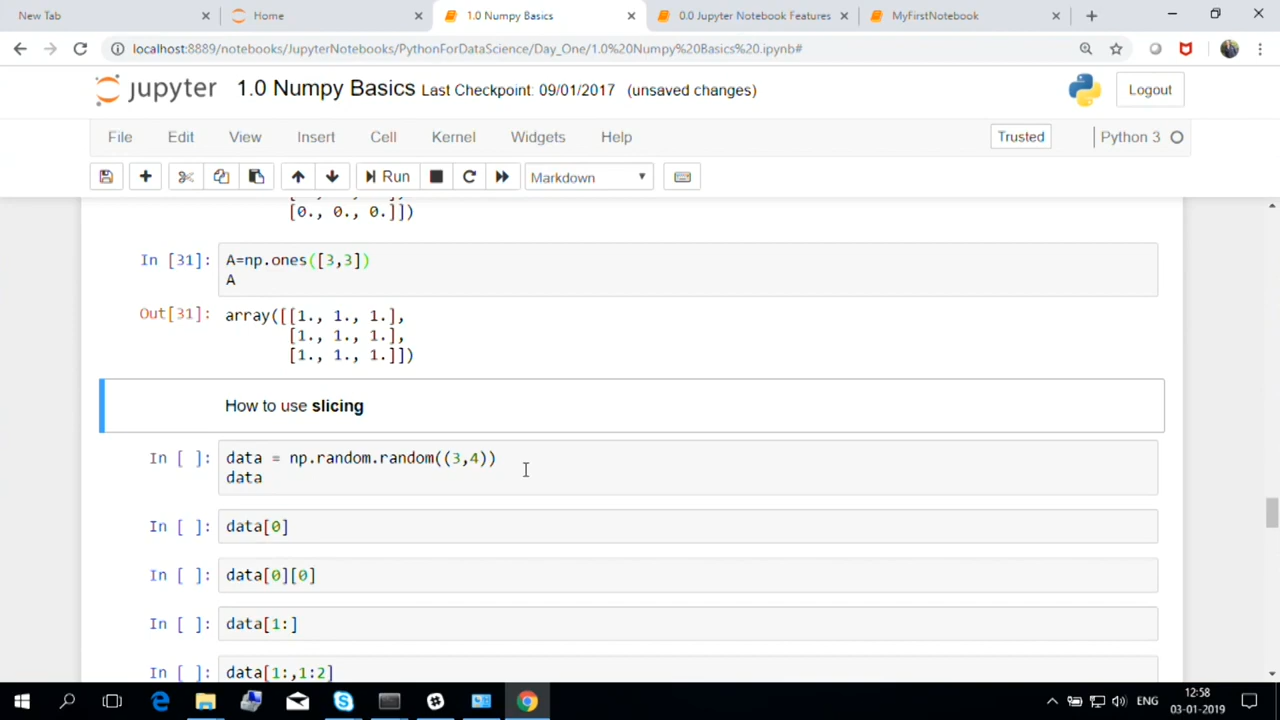 New Tab
Home
1.0 Numpy Basics
0.0 Jupyter Notebook Features
MyFirstNotebook
localhost:8889/notebooks/JupyterNotebooks/PythonForDataScience/Day_One/1.0%20Numpy%20Basics%20.ipynb#
jupyter 1.0 Numpy Basics Last Checkpoint: 09/01/2017 (unsaved changes)
Logout
File Edit View Insert Cell Kernel Widgets Help Trusted Python 3
Run Markdown
[0., 0., 0.]])
In [31]: A=np.ones([3,3])
A
Out[31]: array([[1., 1., 1.],
[1., 1., 1.],
[1., 1., 1.]])
How to use slicing
In [ ]: data = np.random.random((3,4))
data
In [ ]: data[0]
In [ ]: data[0][0]
In [ ]: data[1:]
In [ ]: data[1:,1:2]
ENG
12:58
03-01-2019